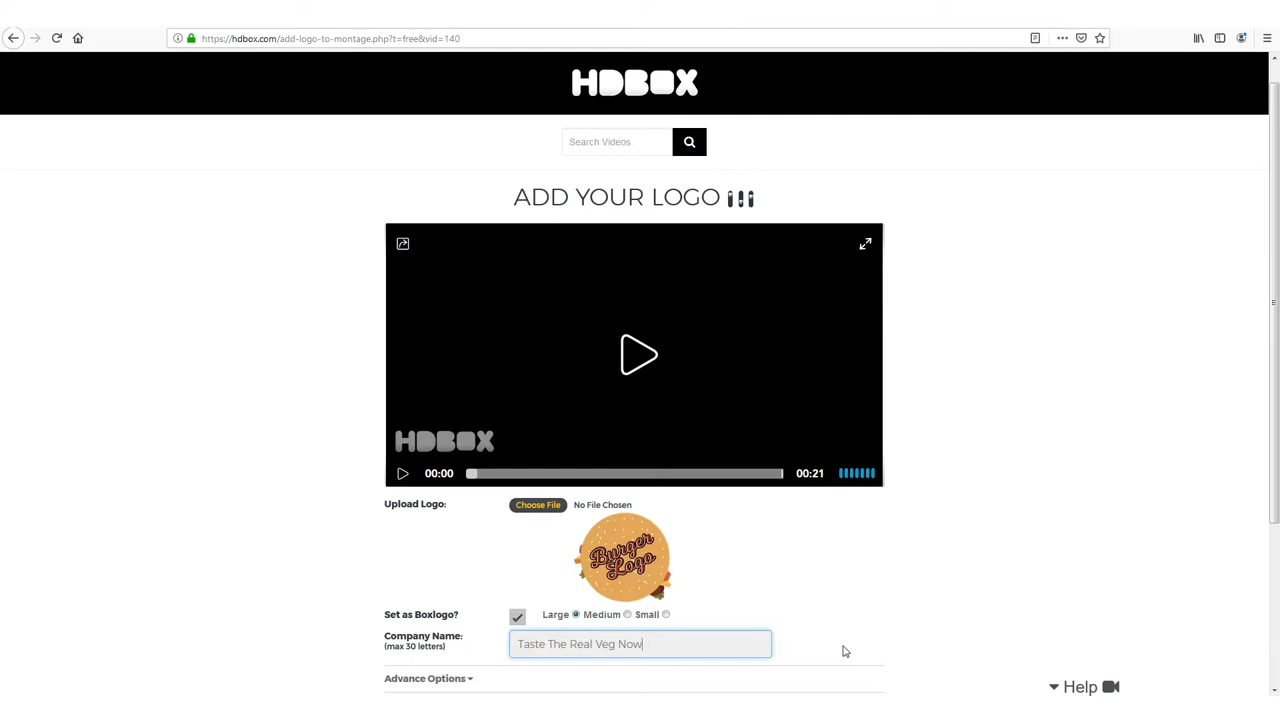 https://hdbox.com/add-logo-to-montage.php?t=free&vid=140
HDBOX
Search Videos
ADD YOUR LOGO
HDBOX
00:00
00:21
Upload Logo:
Choose File
No File Chosen
Burger
Logo
Set as Boxlogo?
Large
Medium
Small
Company Name:
(max 30 letters)
Taste The Real Veg Now
Advance Options
Help